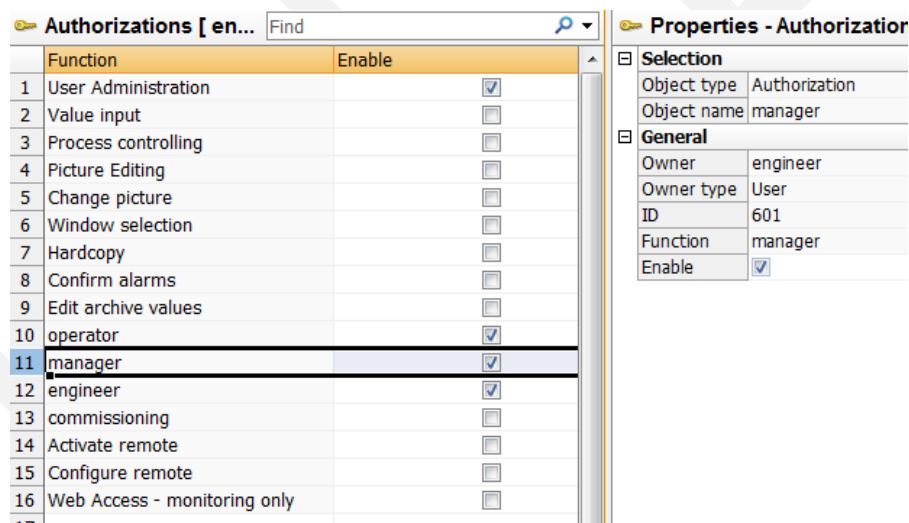 Authorizations [ en... Find
Function Enable
1 User Administration
2 Value input
3 Process controlling
4 Picture Editing
5 Change picture
6 Window selection
7 Hardcopy
8 Confirm alarms
9 Edit archive values
10 operator
11 manager
12 engineer
13 commissioning
14 Activate remote
15 Configure remote
16 Web Access - monitoring only
Properties - Authorization
Selection
Object type Authorization
Object name manager
General
Owner engineer
Owner type User
ID 601
Function manager
Enable